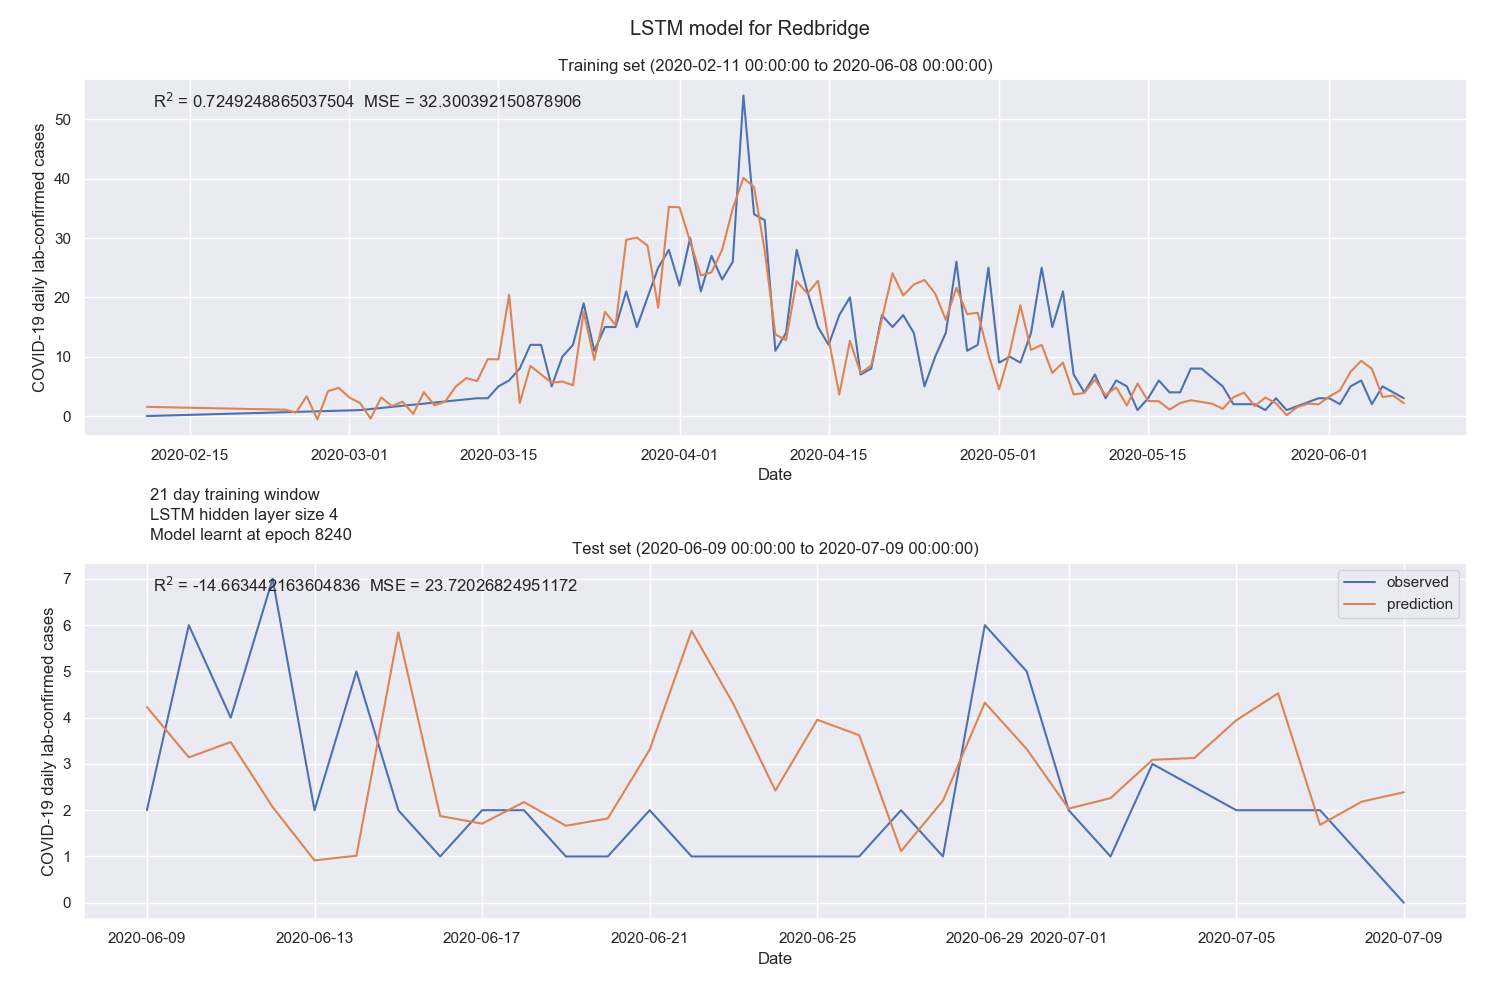 LSTM model for Redbridge
Training set (2020-02-11 00:00:00 to 2020-06-08 00:00:00)
R² = 0.7249248865037504 MSE = 32.300392150878906
COVID-19 daily lab-confirmed cases
50
40
30
20
10
0
2020-02-15 2020-03-01 2020-03-15 2020-04-01 2020-04-15 2020-05-01 2020-05-15 2020-06-01
Date
21 day training window
LSTM hidden layer size 4
Model learnt at epoch 8240
Test set (2020-06-09 00:00:00 to 2020-07-09 00:00:00)
R² = -14.663442163604836 MSE = 23.72026824951172
observed
prediction
COVID-19 daily lab-confirmed cases
7
6
5
4
3
2
1
0
2020-06-09 2020-06-13 2020-06-17 2020-06-21 2020-06-25 2020-06-29 2020-07-01 2020-07-05 2020-07-09
Date